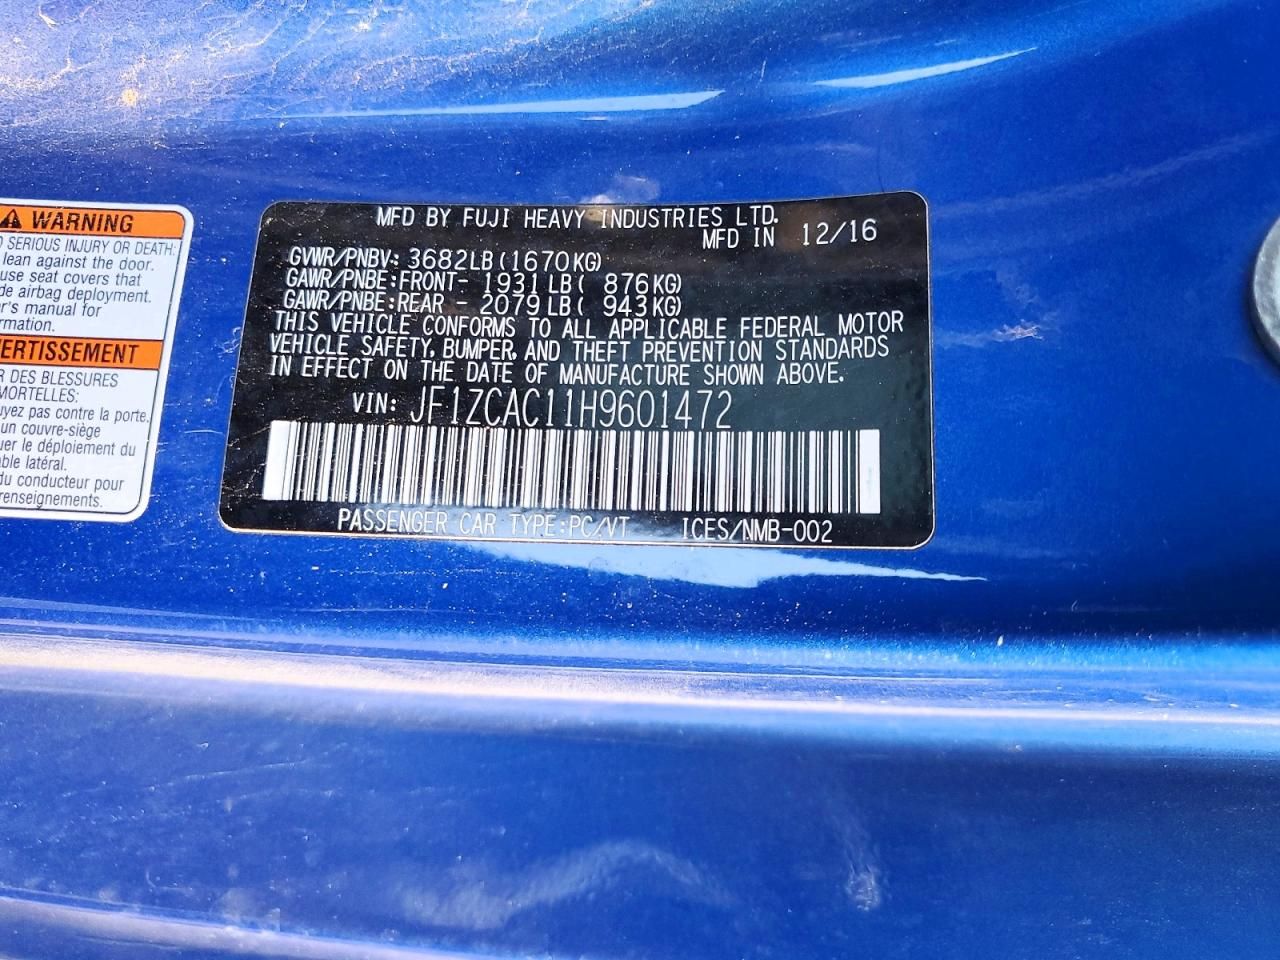 WARNING
SERIOUS INJURY OR DEATH:
lean against the door.
use seat covers that
airbag deployment.
manual for
MFD BY FUJI HEAVY INDUSTRIES LTD.
MFD IN 12/16
GVWR/PNBV: 3682LB(1670KG)
GAWR/PNBE:FRONT- 1931LB( 876KG)
GAWR/PNBE:REAR - 2079LB( 943KG)
THIS VEHICLE CONFORMS TO ALL APPLICABLE FEDERAL MOTOR
VEHICLE SAFETY, BUMPER, AND THEFT PREVENTION STANDARDS
IN EFFECT ON THE DATE OF MANUFACTURE SHOWN ABOVE.
VIN: JF1ZCAC11H9601472
PASSENGER CAR TYPE:PC/VT ICES/NMB-002
ERTISSEMENT
DES BLESSURES
MORTELLES:
uyez pas contre la porte.
un couvre-siège
uer le déploiement du
able latéral.
du conducteur pour
renseignements.